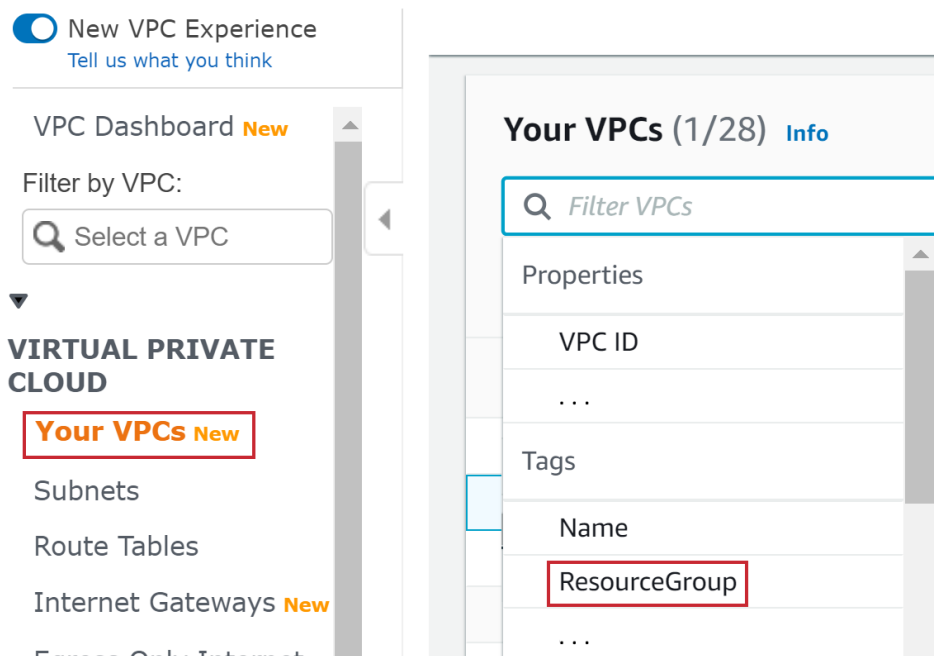 New VPC Experience
Tell us what you think
VPC Dashboard New
Filter by VPC:
Select a VPC
VIRTUAL PRIVATE
CLOUD
Your VPCs New
Subnets
Route Tables
Internet Gateways New
Your VPCs (1/28) Info
Filter VPCs
Properties
VPC ID
. . .
Tags
Name
ResourceGroup
. . .